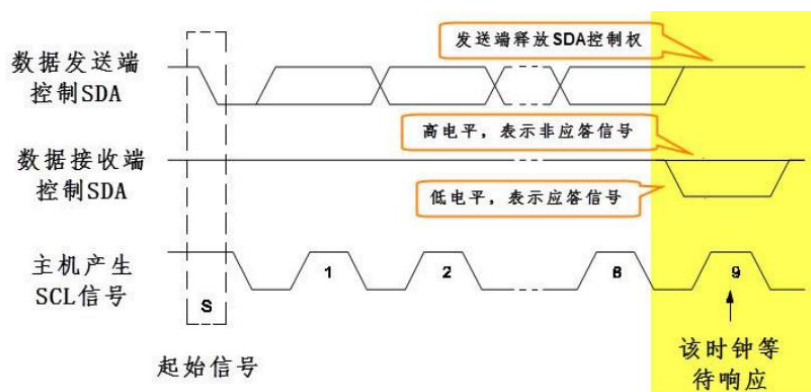 发送端释放SDA控制权
数据发送端
控制SDA
高电平，表示非应答信号
数据接收端
控制SDA
低电平，表示应答信号
主机产生
SCL信号
1
2
8
9
S
起始信号
该时钟等
待响应